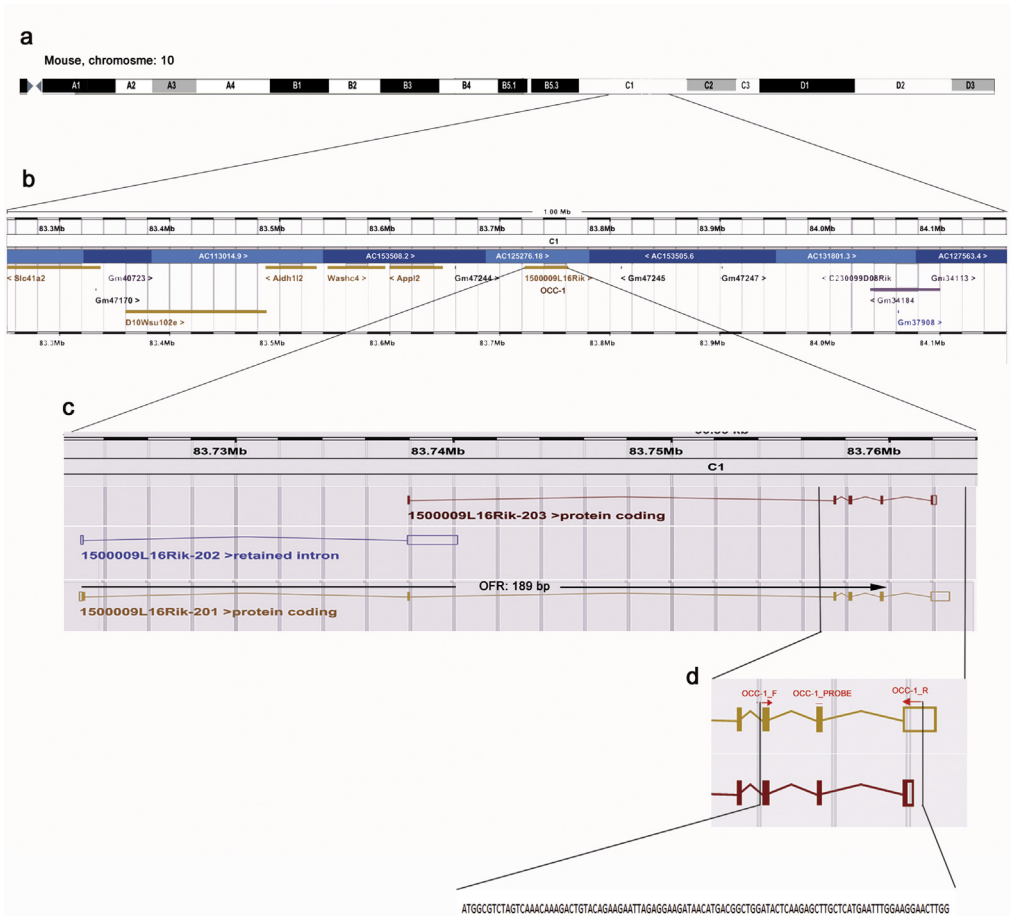 a
Mouse, chromosme: 10
A1 A2 A3 A4 B1 B2 B3 B4 B5.1 B5.3 C1 C2 C3 D1 D2 D3
b
1.00 Mb
83.3Mb 83.4Mb 83.5Mb 83.6Mb 83.7Mb 83.8Mb 83.9Mb 84.0Mb 84.1Mb
C1
AC113014.9 > AC153508.2 > AC125276.18 > < AC153505.6 AC131801.3 > AC127563.4 >
< Slc41a2 Gm40723 > < Aldh1l2 Washc4 > < Appl2 Gm47244 > 1500009L16Rik > < Gm47245 Gm47247 > < C230099D08Rik Gm34113 >
Gm47170 > OCC-1 < Gm34184
D10Wsu102e > Gm37908 >
83.3Mb 83.4Mb 83.5Mb 83.6Mb 83.7Mb 83.8Mb 83.9Mb 84.0Mb 84.1Mb
c
83.73Mb 83.74Mb 83.75Mb 83.76Mb
C1
1500009L16Rik-203 >protein coding
1500009L16Rik-202 >retained intron
OFR: 189 bp
1500009L16Rik-201 >protein coding
d
OCC-1_F OCC-1_PROBE OCC-1_R
ATGGCGTCTAGTCAAACAAAGACTGTACAGAAGAATTAGAGGAAGATAACATGACGGCTGGATACTCAAGAGCTTGCTCATGAATTTGGAAGGAACTTGG